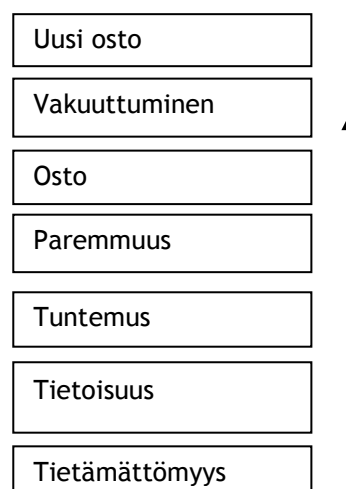 Uusi osto
Vakuuttuminen
Osto
Paremmuus
Tuntemus
Tietoisuus
Tietämättömyys